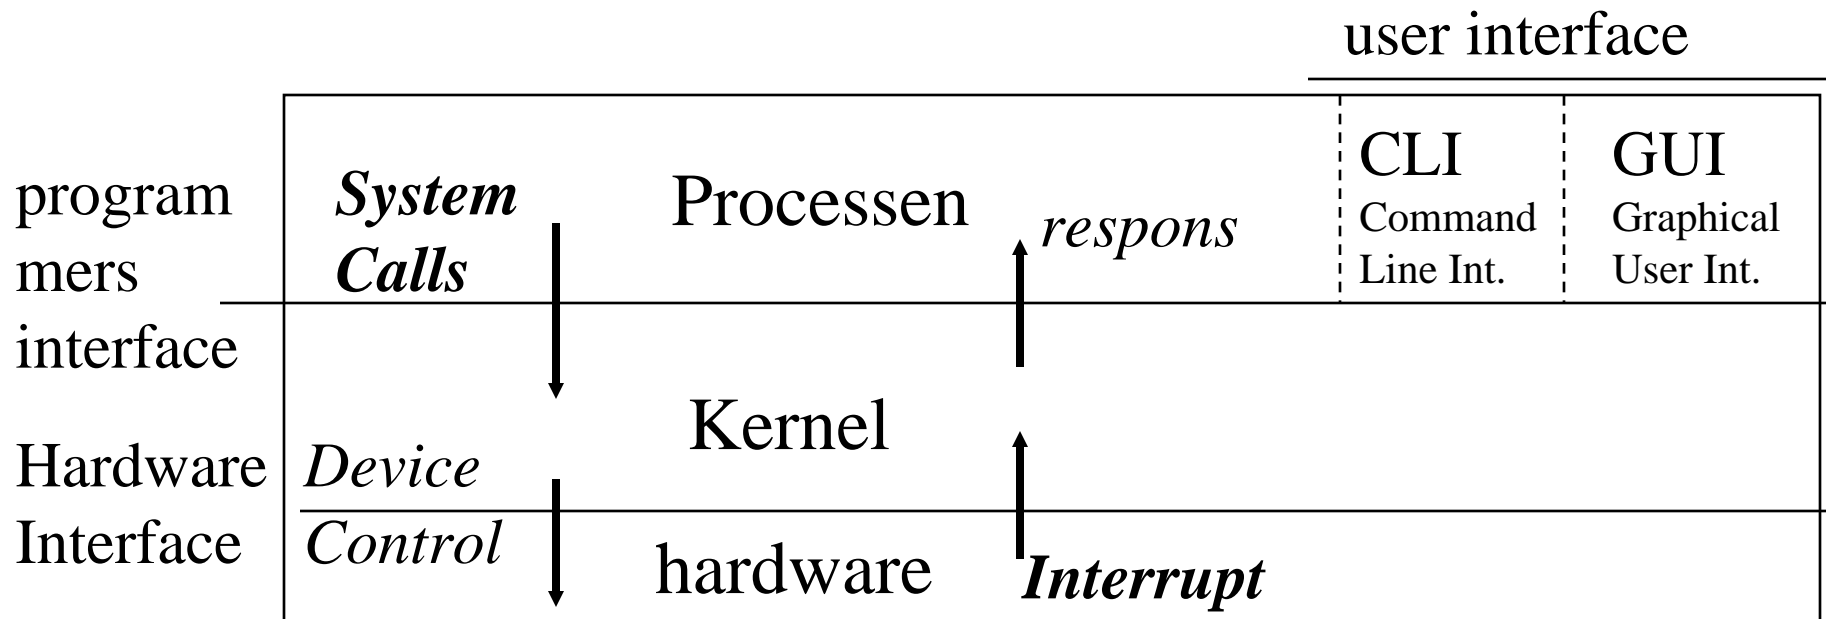 user interface
program
mers
interface
System
Calls
Processen
respons
CLI
Command
Line Int.
GUI
Graphical
User Int.
Kernel
Hardware
Interface
Device
Control
hardware
Interrupt